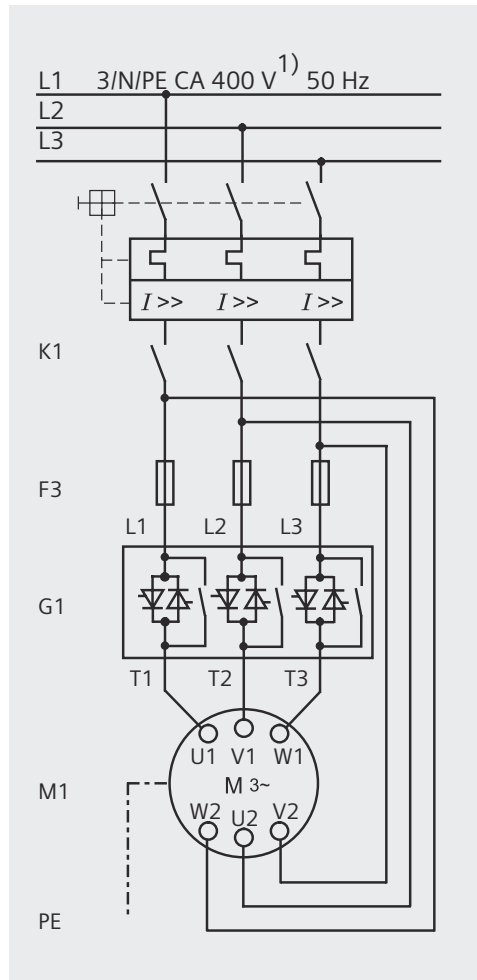 L1 3/N/PE CA 400 V 1) 50 Hz
L2
L3
I >> I >> I >>
K1
F3
L1 L2 L3
G1
T1 T2 T3
U1 V1 W1
M 3~
M1
W2 U2 V2
PE